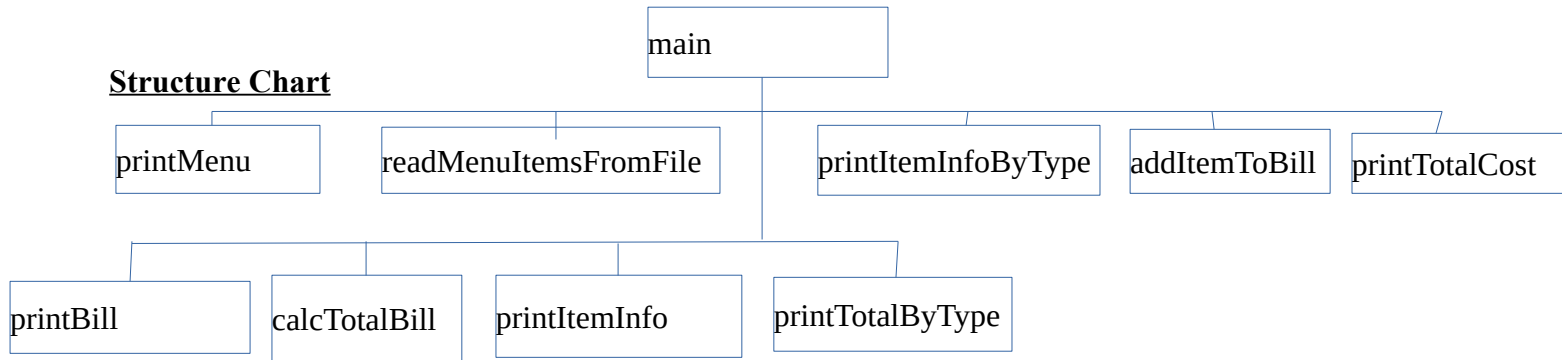 main
Structure Chart
printMenu
readMenuItemsFromFile
printItemInfoByType
addItemToBill
printTotalCost
printBill
calcTotalBill
printItemInfo
printTotalByType